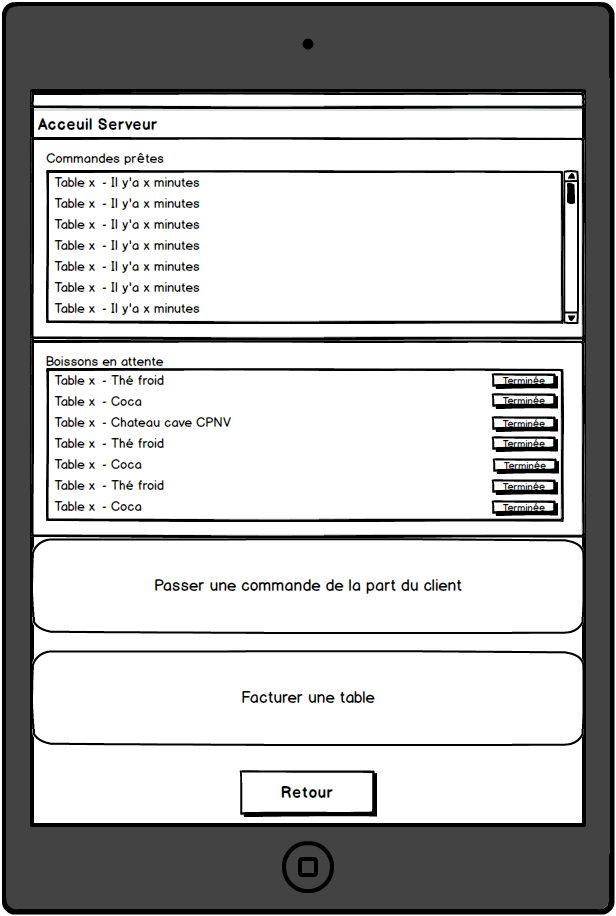 Acceuil Serveur
Commandes prêtes
Table x - Il y'a x minutes
Table x - Il y'a x minutes
Table x - Il y'a x minutes
Table x - Il y'a x minutes
Table x - Il y'a x minutes
Table x - Il y'a x minutes
Table x - Il y'a x minutes
Boissons en attente
Table x - Thé froid Terminée
Table x - Coca Terminée
Table x - Chateau cave CPNV Terminée
Table x - Thé froid Terminée
Table x - Coca Terminée
Table x - Thé froid Terminée
Table x - Coca Terminée
Passer une commande de la part du client
Facturer une table
Retour